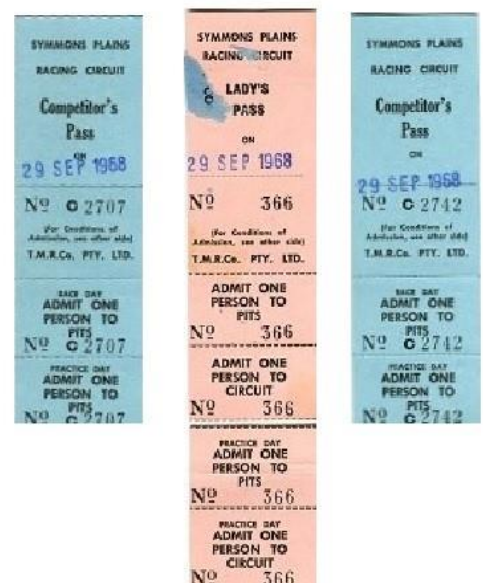 SYMMONS PLAINS
RACING CIRCUIT
Competitor's
Pass
ON
29 SEP 1968
Nº C 2707
(For Conditions of
Admission, see other side)
T.M.R.Co. PTY. LTD.
RACE DAY
ADMIT ONE
PERSON TO
PITS
Nº C 2707
PRACTICE DAY
ADMIT ONE
PERSON TO
PITS
Nº C 2707
SYMMONS PLAINS
RACING CIRCUIT
LADY'S
PASS
ON
29 SEP 1968
Nº 366
(For Conditions of
Admission, see other side)
T.M.R.Co. PTY. LTD.
ADMIT ONE
PERSON TO
PITS
Nº 366
ADMIT ONE
PERSON TO
CIRCUIT
Nº 366
PRACTICE DAY
ADMIT ONE
PERSON TO
PITS
Nº 366
PRACTICE DAY
ADMIT ONE
PERSON TO
CIRCUIT
Nº 366
SYMMONS PLAINS
RACING CIRCUIT
Competitor's
Pass
ON
29 SEP 1968
Nº C 2742
(For Conditions of
Admission, see other side)
T.M.R.Co. PTY. LTD.
RACE DAY
ADMIT ONE
PERSON TO
PITS
Nº C 2742
PRACTICE DAY
ADMIT ONE
PERSON TO
PITS
Nº C 2742